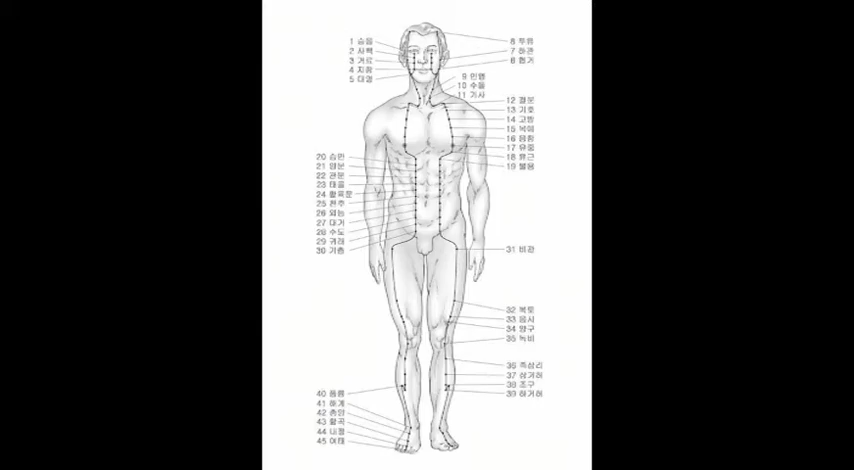 1 승읍
2 사백
3 거료
4 지창
5 대영
8 두유
7 하관
6 협거
9 인영
10 수돌
11 기사
12 결분
13 기호
14 고방
15 옥예
16 응창
17 유중
18 유근
19 불용
20 승만
21 양문
22 관문
23 태을
24 활육문
25 천추
26 외능
27 대거
28 수도
29 귀래
30 기충
31 비관
32 복토
33 음시
34 양구
35 독비
36 족삼리
37 상거허
38 조구
39 하거허
40 풍륭
41 해계
42 충양
43 함곡
44 내정
45 여태